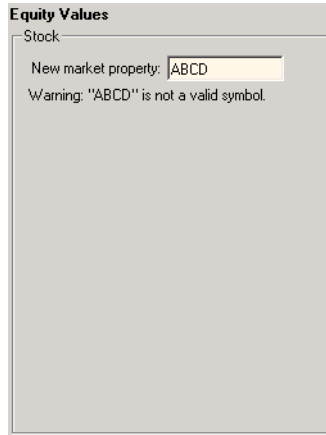 Equity Values
Stock
New market property: ABCD
Warning: "ABCD" is not a valid symbol.